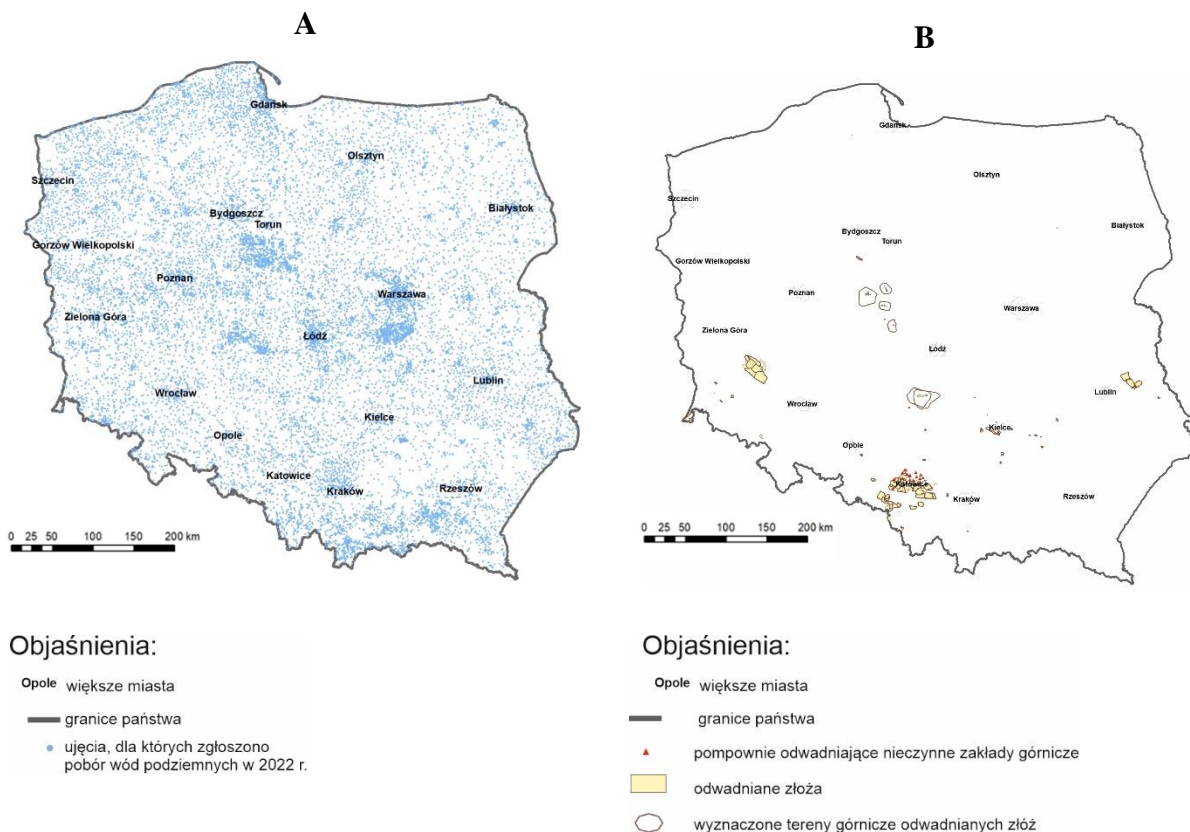 A
Gdańsk
Olsztyn
Szczecin
Białystok
Bydgoszcz
Torun
Gorzów Wielkopolski
Poznan
Warszawa
Zielona Góra
Łódź
Lublin
Wrocław
Kielce
Opole
Katowice
Kraków
Rzeszów
0 25 50 100 150 200 km
Objaśnienia:
Opole większe miasta
granice państwa
ujęcia, dla których zgłoszono
pobór wód podziemnych w 2022 r.
B
Gdańsk
Olsztyn
Szczecin
Białystok
Bydgoszcz
Torun
Gorzów Wielkopolski
Poznan
Warszawa
Zielona Góra
Łódź
Lublin
Wrocław
Kielce
Opole
Katowice
Kraków
Rzeszów
0 25 50 100 150 200 km
Objaśnienia:
Opole większe miasta
granice państwa
pompownie odwadniające nieczynne zakłady górnicze
odwadniane złoża
wyznaczone tereny górnicze odwadnianych złóż